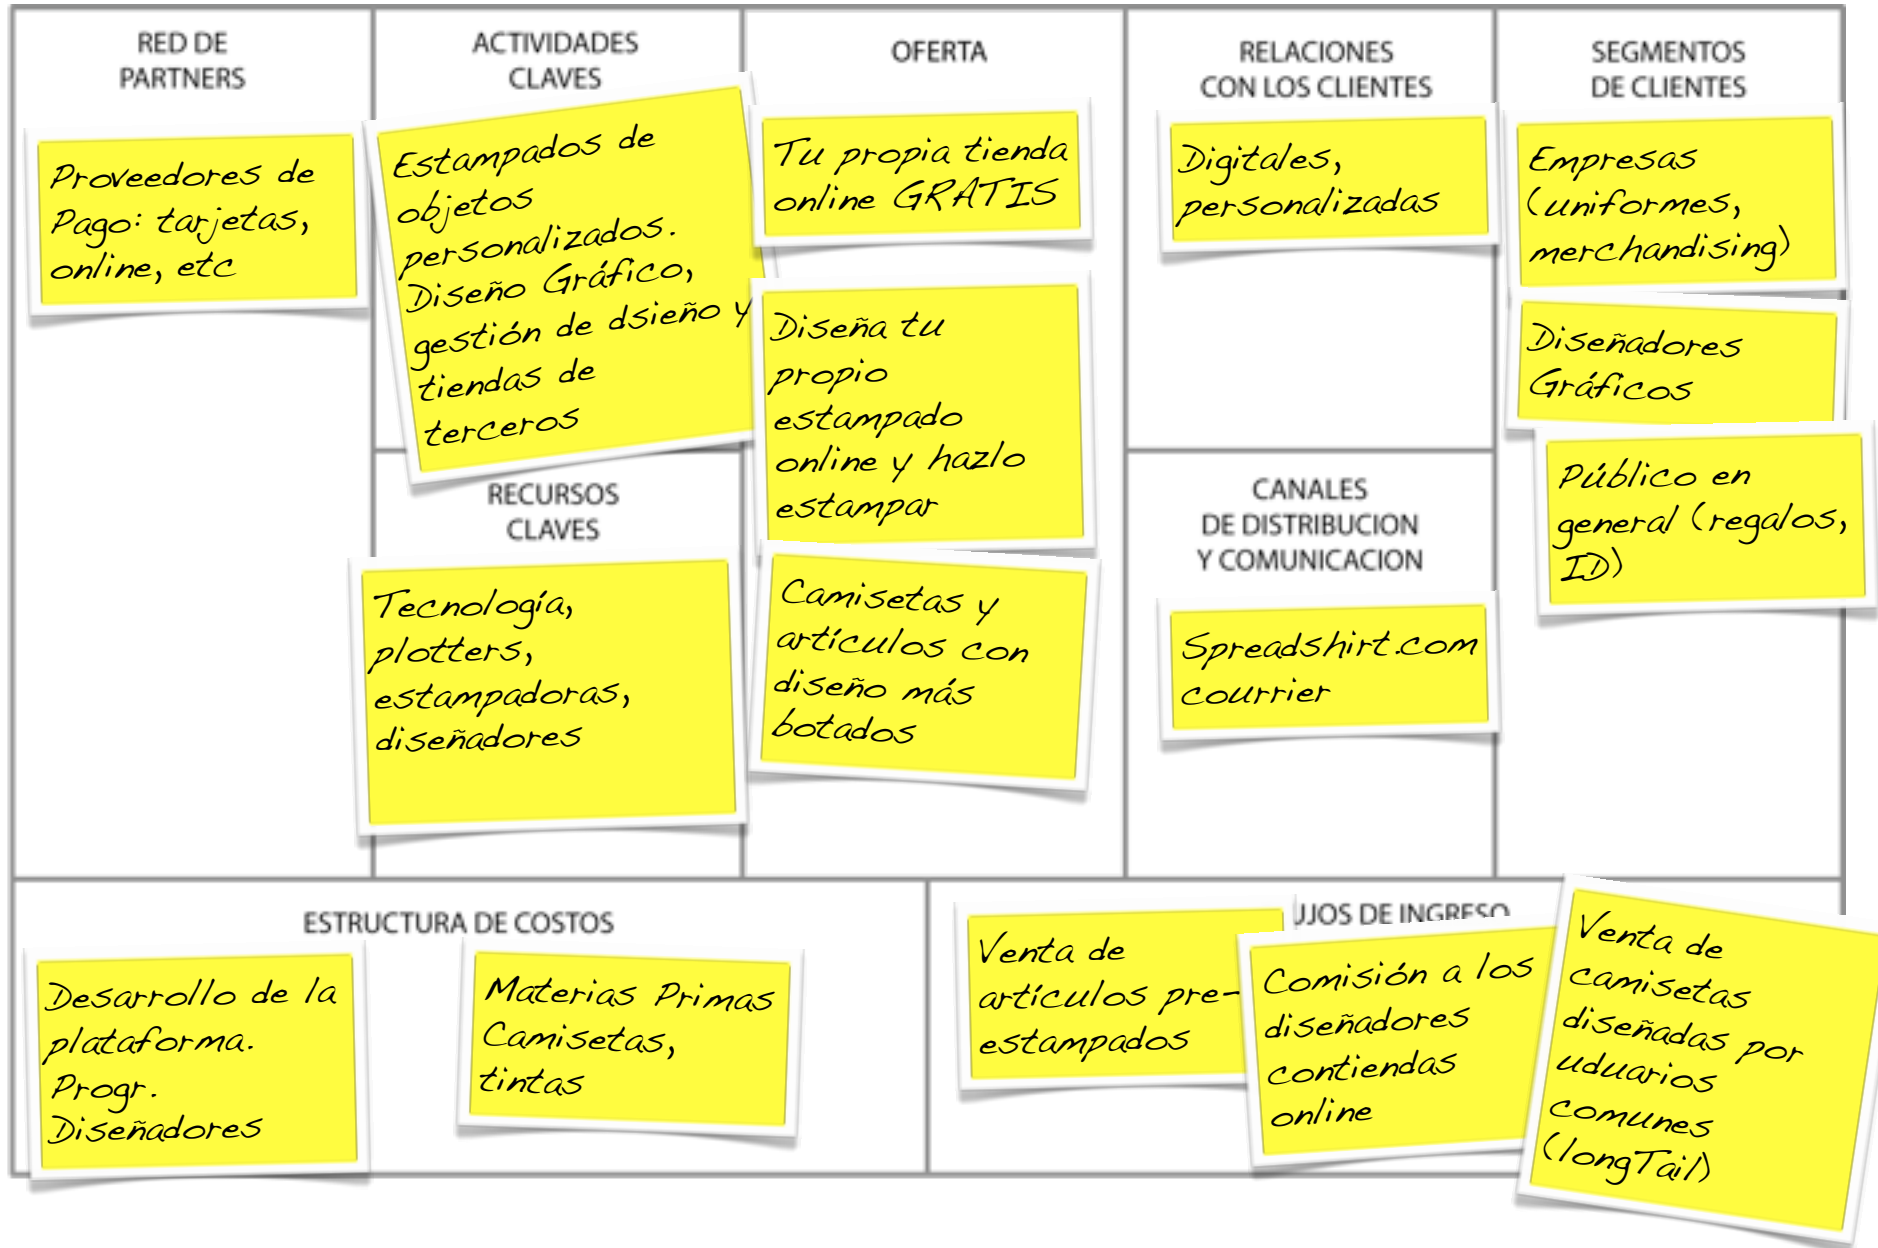 RED DE
PARTNERS
Proveedores de
Pago: tarjetas,
online, etc
ACTIVIDADES
CLAVES
Estampados de
objetos
personalizados.
Diseño Gráfico,
gestión de dsieño y
tiendas de
terceros
RECURSOS
CLAVES
Tecnología,
plotters,
estampadoras,
diseñadores
OFERTA
Tu propia tienda
online GRATIS
Diseña tu
propio
estampado
online y hazlo
estampar
Camisetas y
artículos con
diseño más
botados
RELACIONES
CON LOS CLIENTES
Digitales,
personalizadas
CANALES
DE DISTRIBUCION
Y COMUNICACION
Spreadshirt.com
courrier
SEGMENTOS
DE CLIENTES
Empresas
(uniformes,
merchandising)
Diseñadores
Gráficos
Público en
general (regalos,
ID)
ESTRUCTURA DE COSTOS
Desarrollo de la
plataforma.
Progr.
Diseñadores
Materias Primas
Camisetas,
tintas
UJOS DE INGRESO
Venta de
artículos pre-
estampados
Comisión a los
diseñadores
contiendas
online
Venta de
camisetas
diseñadas por
uduarios
comunes
(longTail)